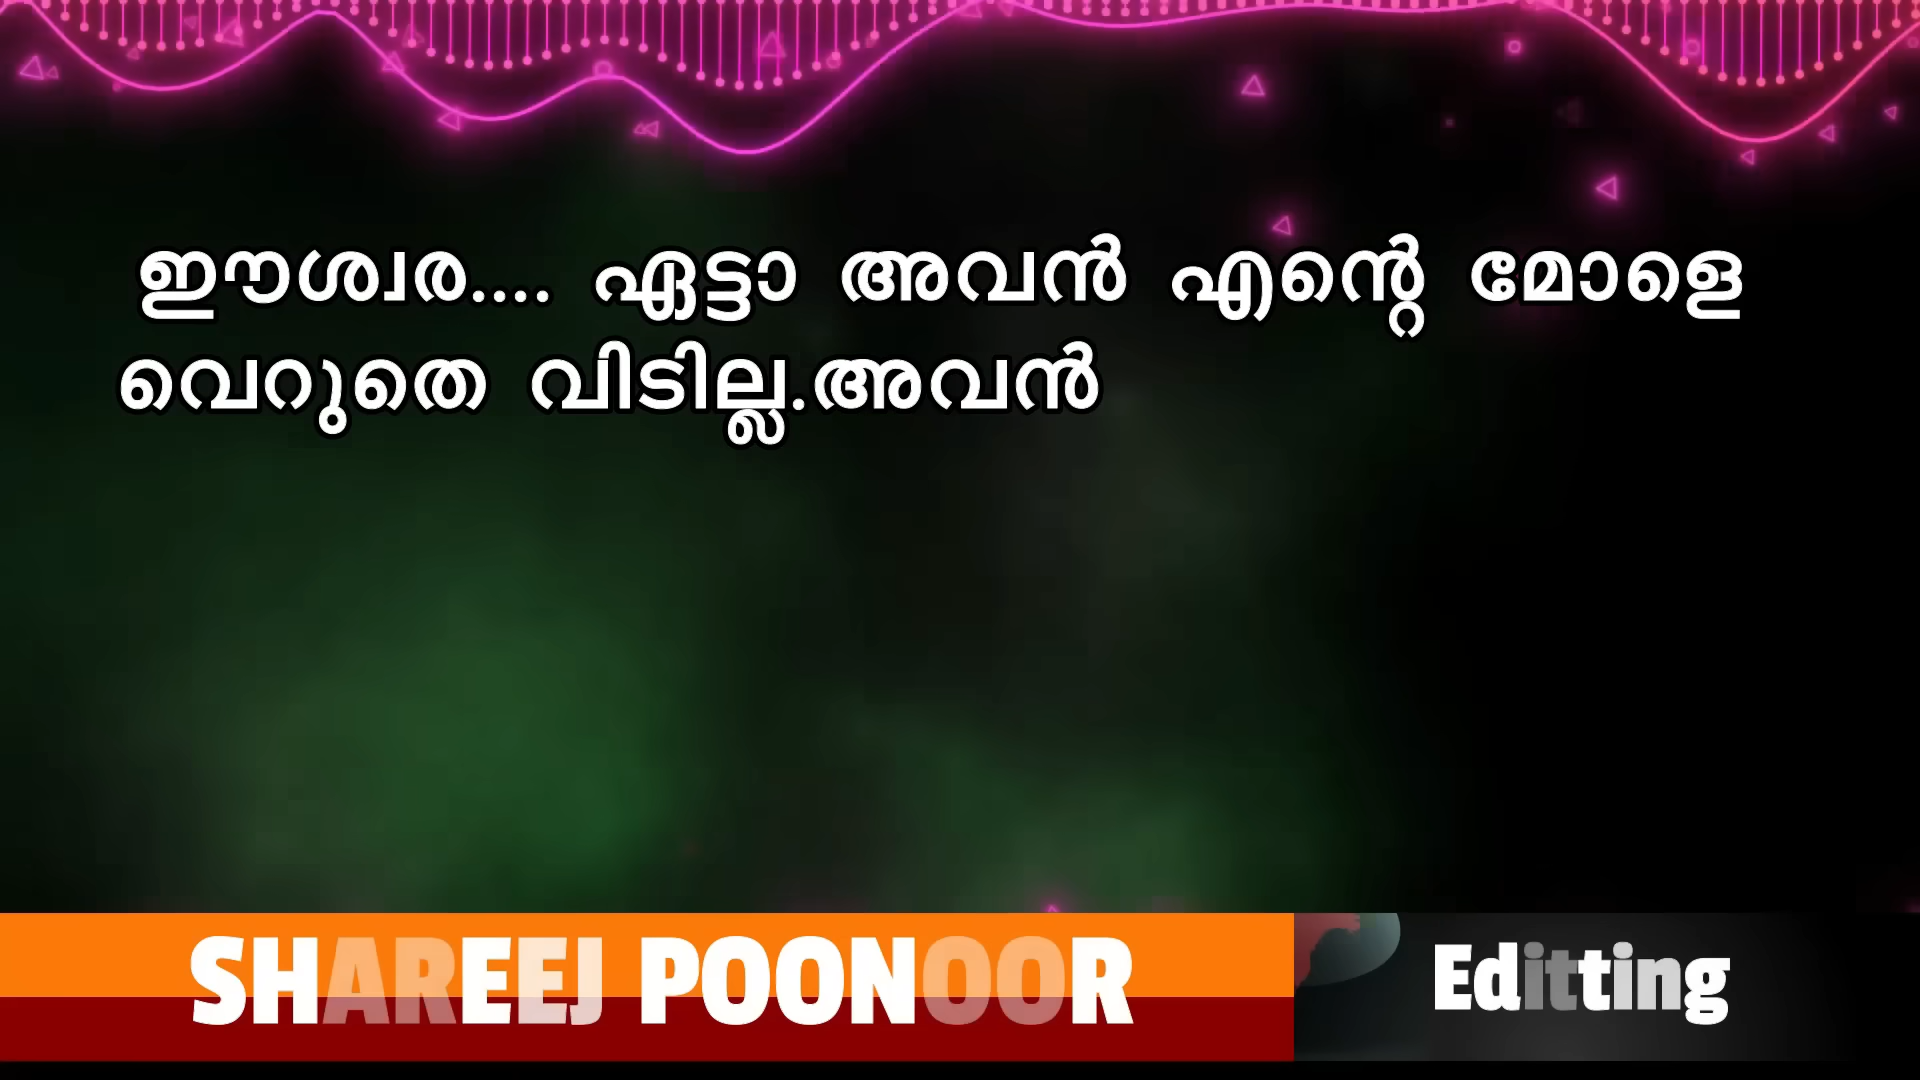 ഈശ്വര.... ഏട്ടാ അവൻ എന്റെ മോളെ
വെറുതെ വിടില്ല.അവൻ
SHAREEJ POONOOR
Editting